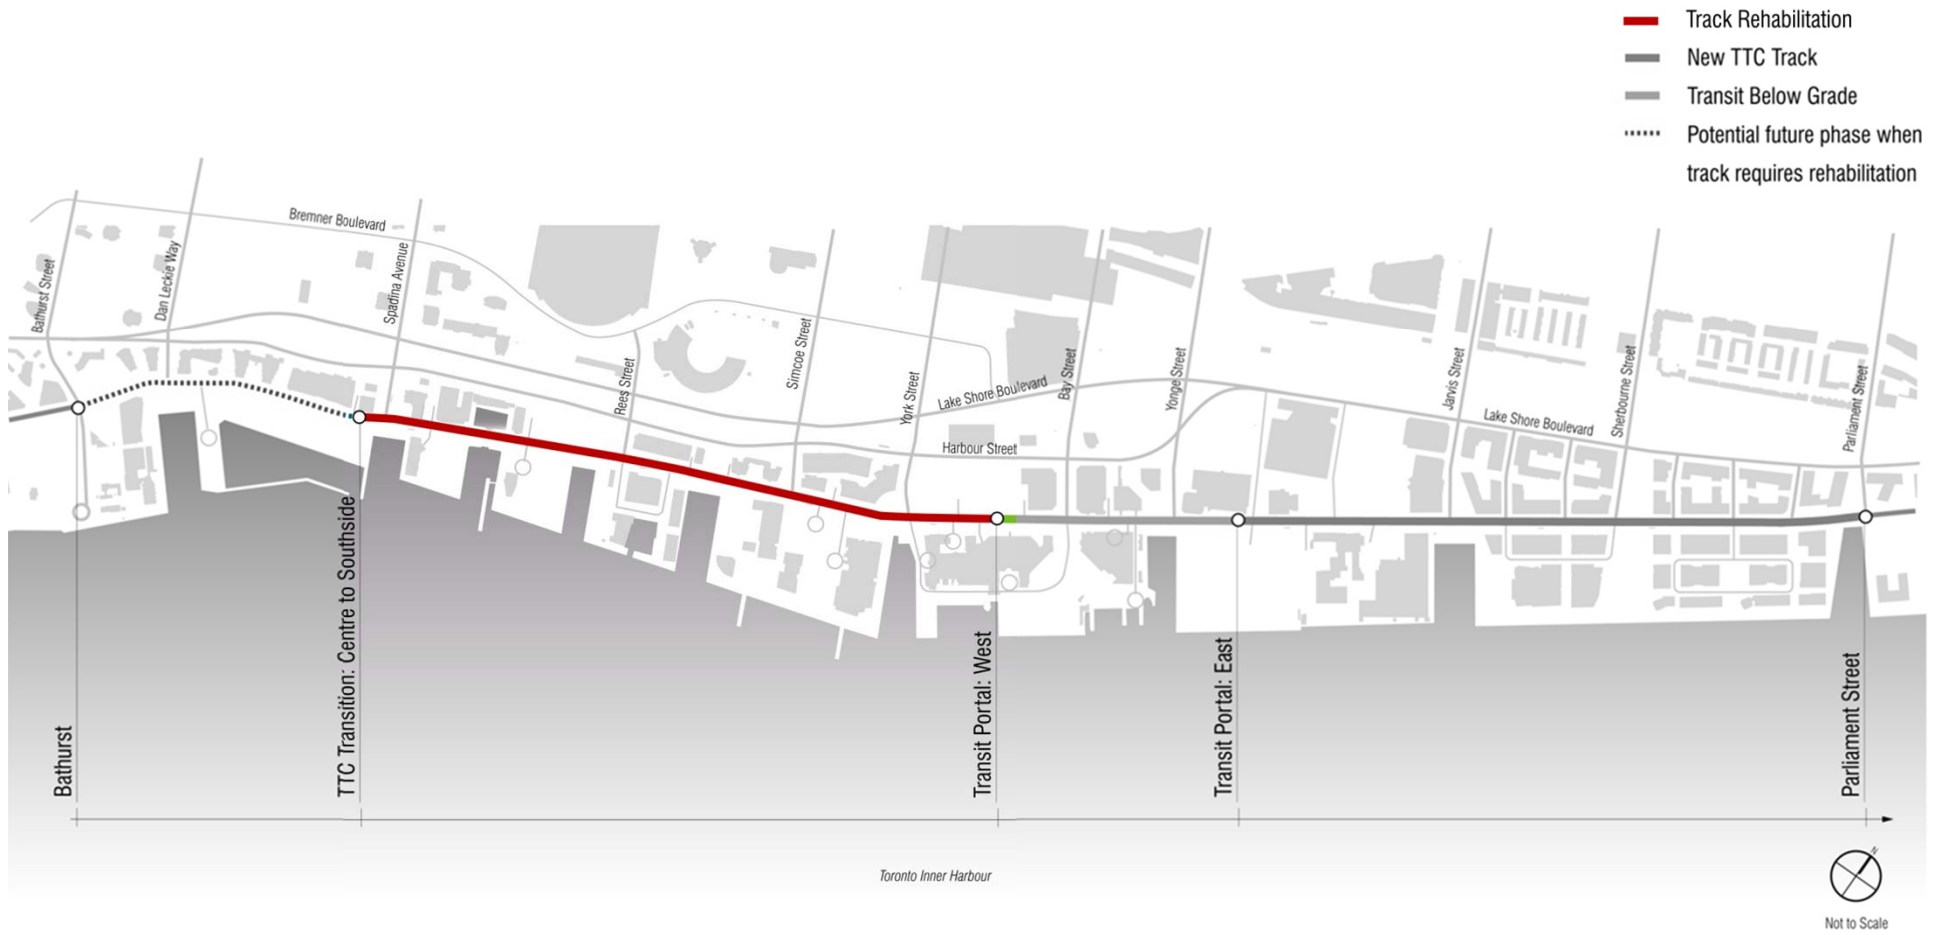 Track Rehabilitation
New TTC Track
Transit Below Grade
Potential future phase when
track requires rehabilitation
Bremner Boulevard
Bathurst Street
Dan Leckie Way
Spadina Avenue
Rees Street
Simcoe Street
York Street
Lake Shore Boulevard
Bay Street
Yonge Street
Harbour Street
Jarvis Street
Lake Shore Boulevard
Sherbourne Street
Parliament Street
Bathurst
TTC Transition: Centre to Southside
Transit Portal: West
Transit Portal: East
Parliament Street
Toronto Inner Harbour
N
Not to Scale